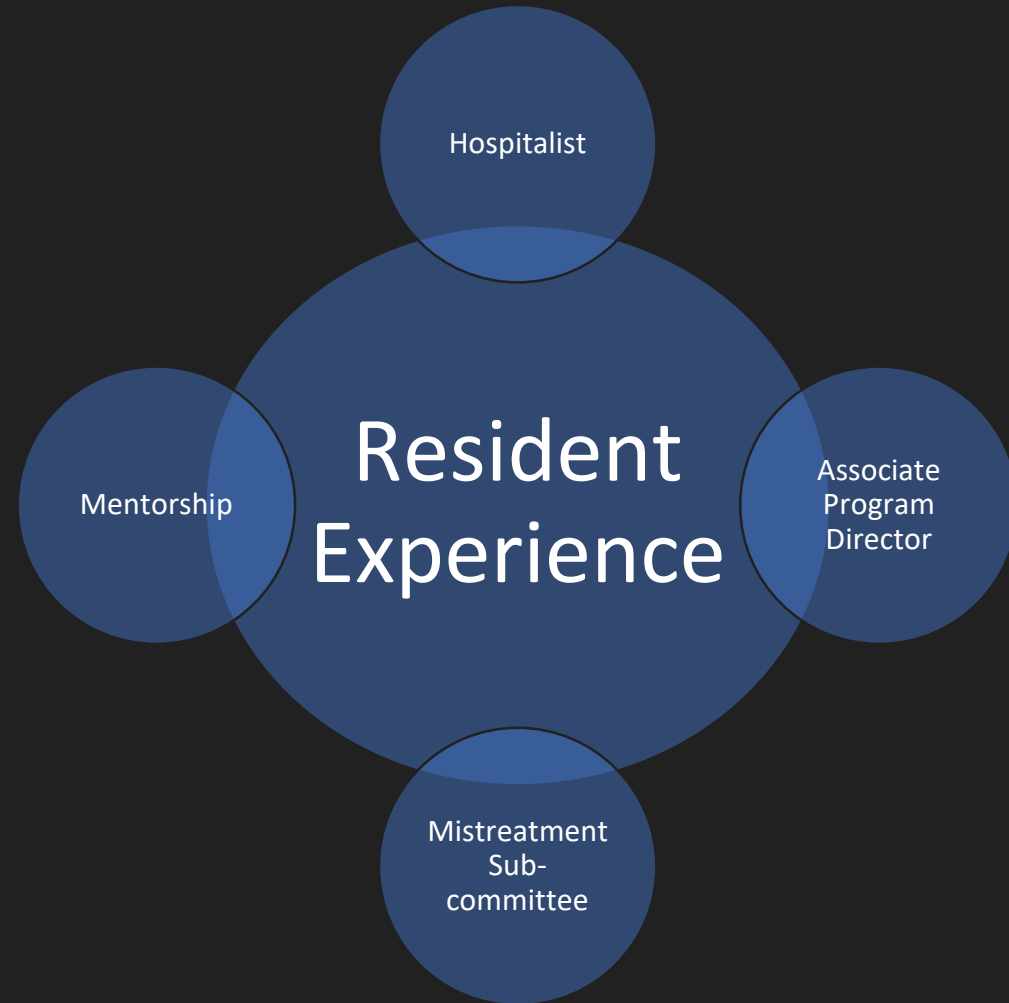 Hospitalist
Mentorship
Resident
Experience
Associate
Program
Director
Mistreatment
Sub-
committee